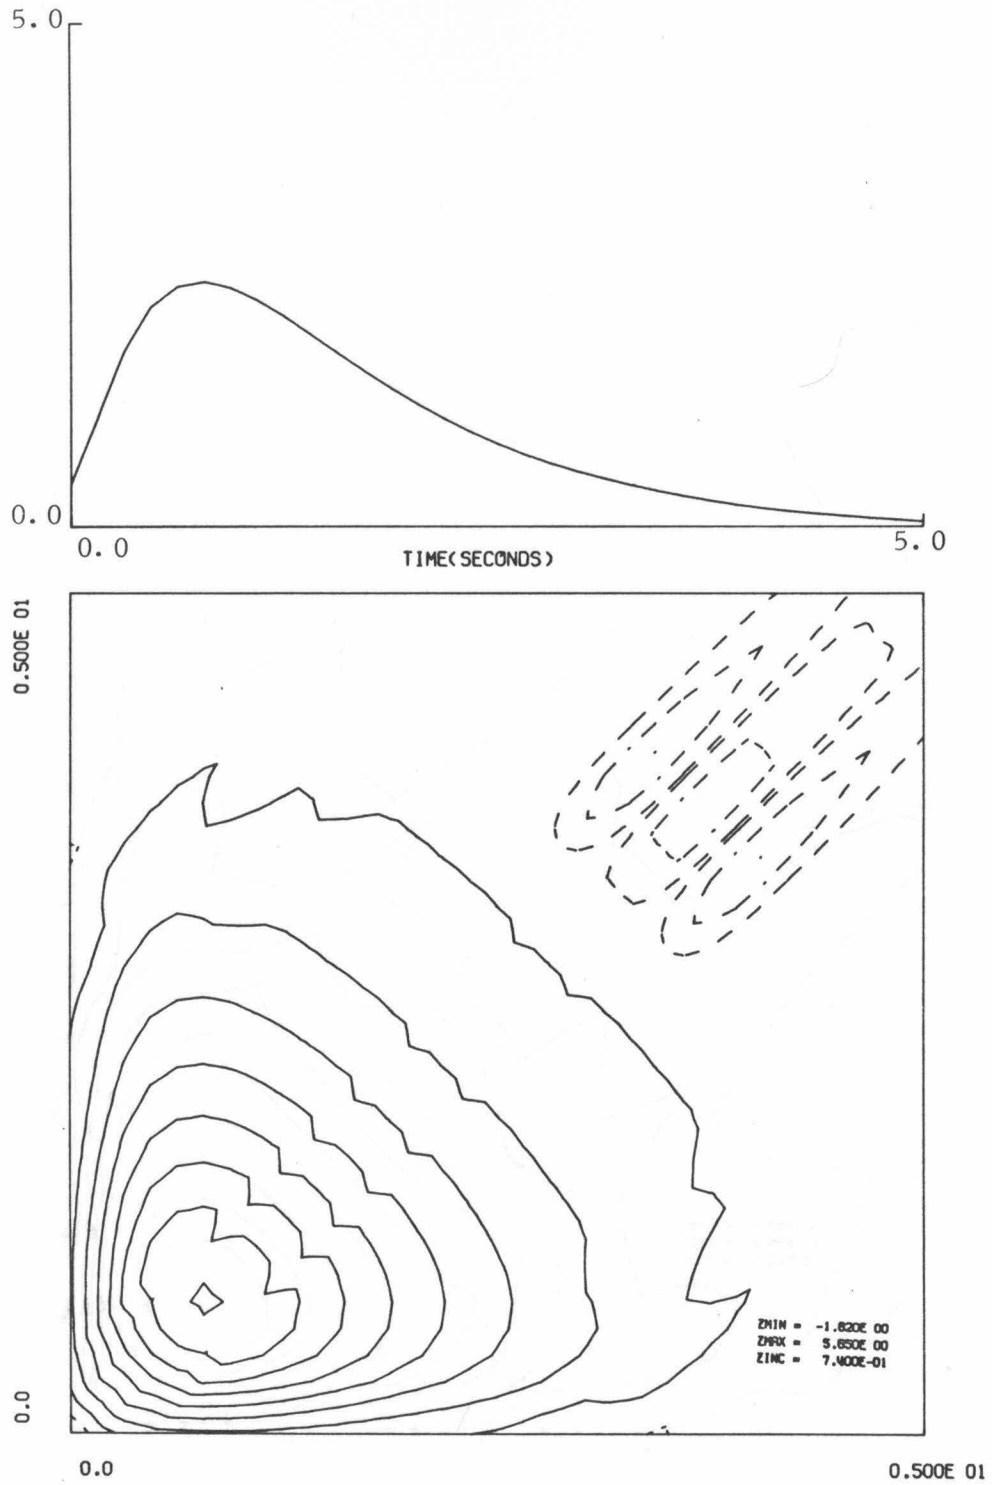 5.0
0.0
0.0
5.0
TIME(SECONDS)
0.500E 01
ZMIN = -1.820E 00
ZMAX = 5.650E 00
ZINC = 7.400E-01
0.0
0.0
0.500E 01